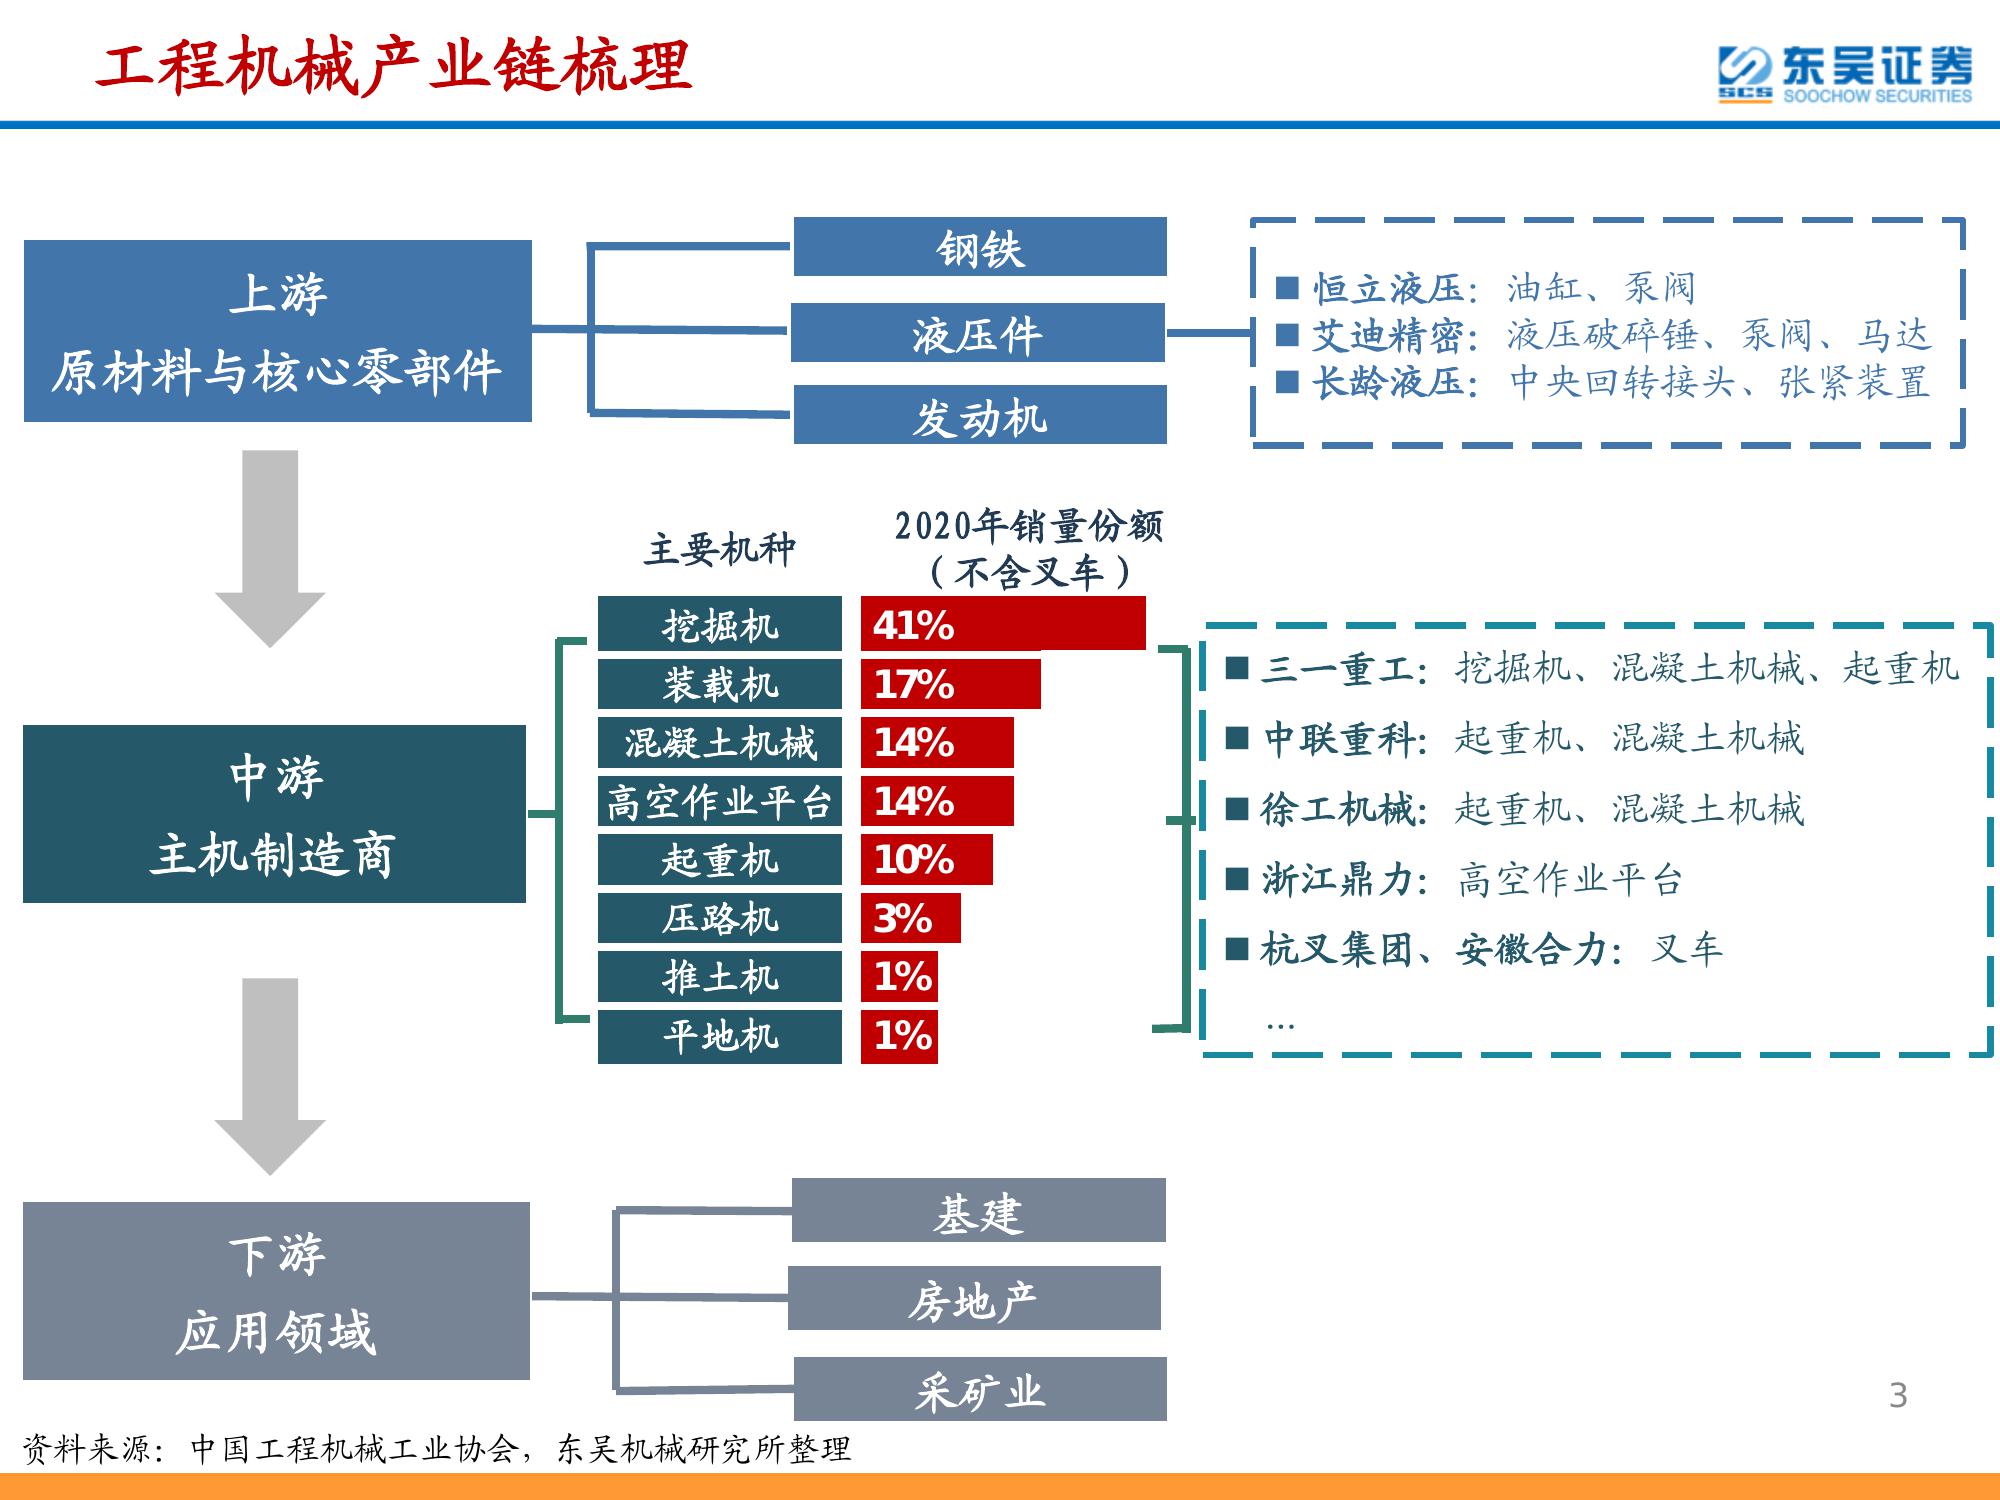 工程机械产业链梳理
东吴证券
SCS
SOOCHOW SECURITIES
上游
原材料与核心零部件
钢铁
液压件
发动机
■ 恒立液压：油缸、泵阀
■ 艾迪精密：液压破碎锤、泵阀、马达
■ 长龄液压：中央回转接头、张紧装置
主要机种
2020年销量份额
（不含叉车）
中游
主机制造商
挖掘机 41%
装载机 17%
混凝土机械 14%
高空作业平台 14%
起重机 10%
压路机 3%
推土机 1%
平地机 1%
■ 三一重工：挖掘机、混凝土机械、起重机
■ 中联重科：起重机、混凝土机械
■ 徐工机械：起重机、混凝土机械
■ 浙江鼎力：高空作业平台
■ 杭叉集团、安徽合力：叉车
…
下游
应用领域
基建
房地产
采矿业
3
资料来源：中国工程机械工业协会，东吴机械研究所整理